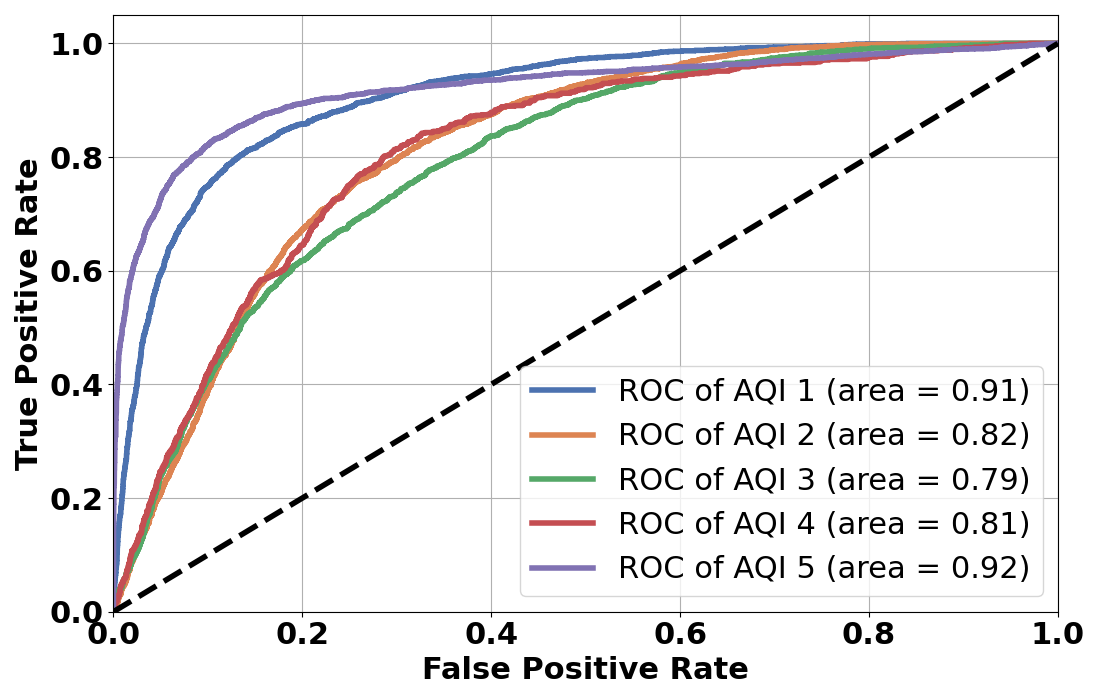 1.0
0.8
0.6
0.4
0.2
0.0
True Positive Rate
ROC of AQI 1 (area = 0.91)
ROC of AQI 2 (area = 0.82)
ROC of AQI 3 (area = 0.79)
ROC of AQI 4 (area = 0.81)
ROC of AQI 5 (area = 0.92)
0.0 0.2 0.4 0.6 0.8 1.0
False Positive Rate